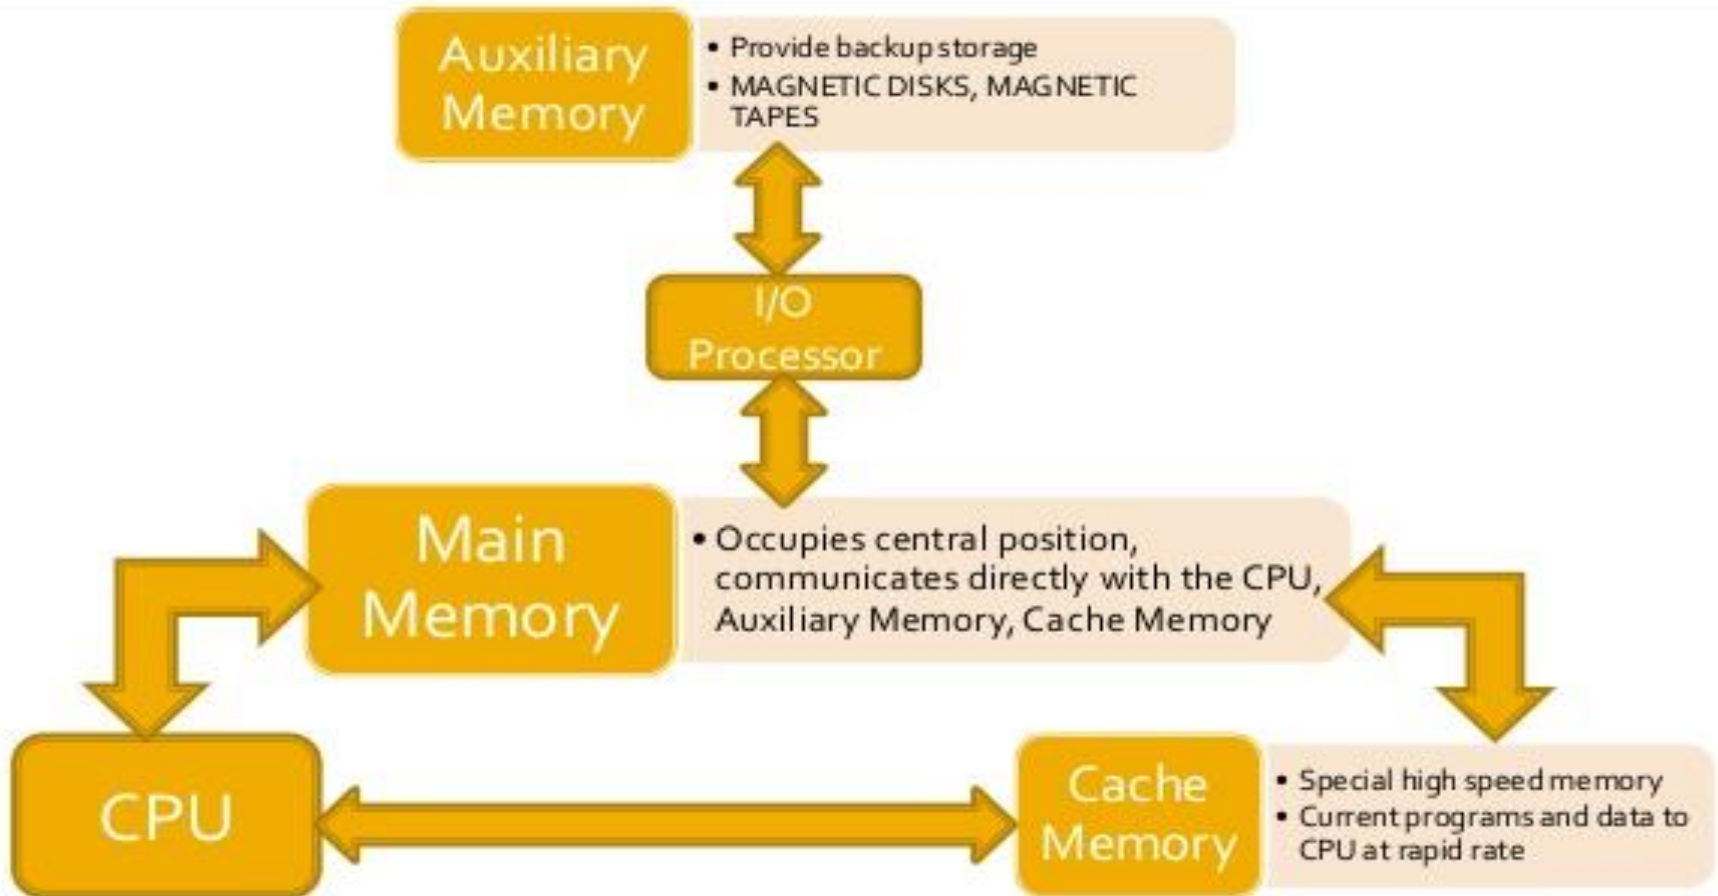 Auxiliary
Memory
• Provide backup storage
• MAGNETIC DISKS, MAGNETIC
TAPES
I/O
Processor
Main
Memory
• Occupies central position,
communicates directly with the CPU,
Auxiliary Memory, Cache Memory
CPU
Cache
Memory
• Special high speed memory
• Current programs and data to
CPU at rapid rate